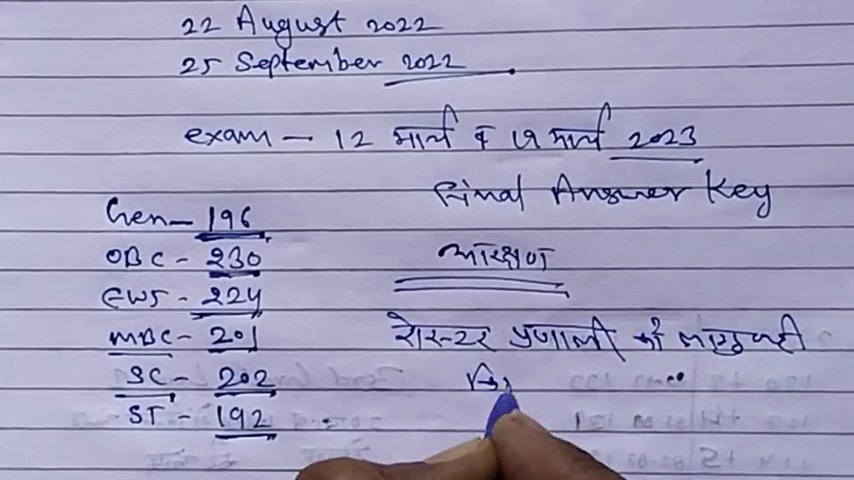 22 August 2022
25 September 2022
exam - 12 मार्च व 19 मार्च 2023
Final Answer Key
Gen - 196
OBC - 230
EWS - 224
MBC - 201
SC - 202
ST - 192
आरक्षण
रोस्टर प्रणाली को लागु नही